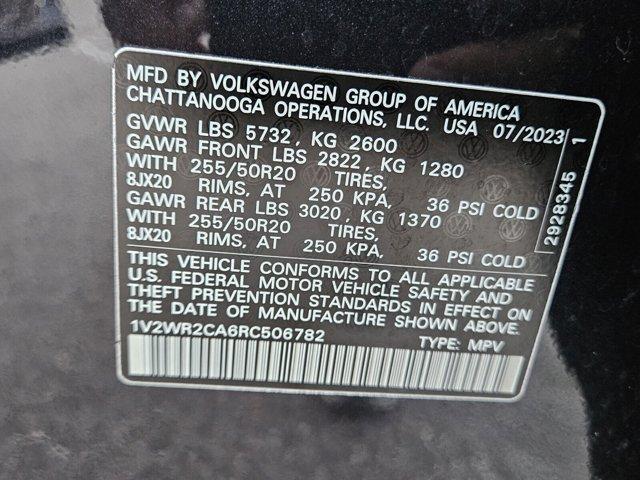 MFD BY VOLKSWAGEN GROUP OF AMERICA
CHATTANOOGA OPERATIONS, LLC. USA 07/2023
GVWR LBS 5732, KG 2600
GAWR FRONT LBS 2822, KG 1280
WITH 255/50R20 TIRES,
8JX20 RIMS, AT 250 KPA, 36 PSI COLD
GAWR REAR LBS 3020, KG 1370
WITH 255/50R20 TIRES,
8JX20 RIMS, AT 250 KPA, 36 PSI COLD
THIS VEHICLE CONFORMS TO ALL APPLICABLE
U.S. FEDERAL MOTOR VEHICLE SAFETY AND
THEFT PREVENTION STANDARDS IN EFFECT ON
THE DATE OF MANUFACTURE SHOWN ABOVE.
1V2WR2CA6RC506782 TYPE: MPV
2928345 1